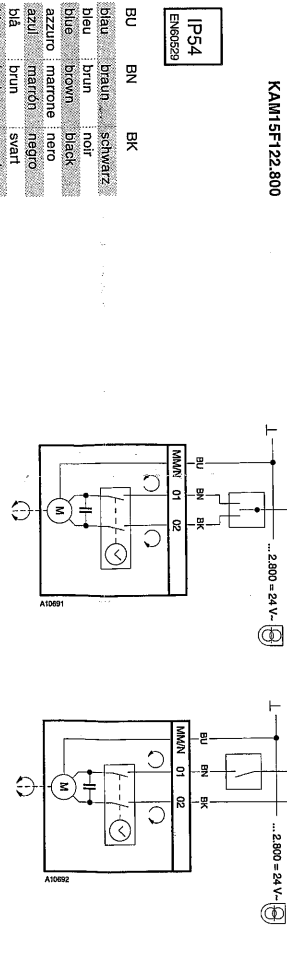 KAM15F122.800
IP54
EN60529
BU BN BK
blau braun schwarz
bleu brun noir
blue brown black
azzuro marrone nero
azul marrón negro
blå brun svart
... 2.800 = 24 V~
BU BN BK
MM/N 01 02
M
A10691
... 2.800 = 24 V~
BU BN BK
MM/N 01 02
M
A10692